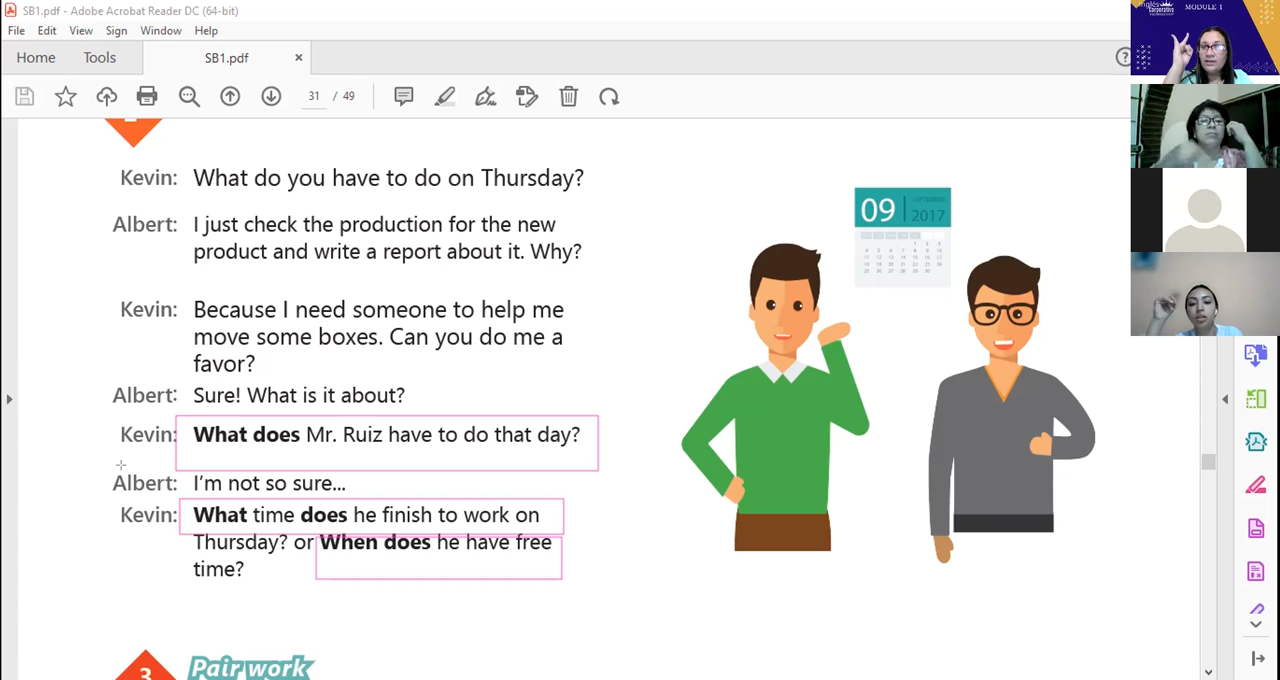 SB1.pdf - Adobe Acrobat Reader DC (64-bit)
File Edit View Sign Window Help
Home Tools SB1.pdf ×
31 / 49
Kevin: What do you have to do on Thursday?
Albert: I just check the production for the new
product and write a report about it. Why?
Kevin: Because I need someone to help me
move some boxes. Can you do me a
favor?
Albert: Sure! What is it about?
Kevin: What does Mr. Ruiz have to do that day?
Albert: I'm not so sure...
Kevin: What time does he finish to work on
Thursday? or When does he have free
time?
3 Pair work
09 SEPTEMBER
2017
Inglés
Corporativo
MODULE 1